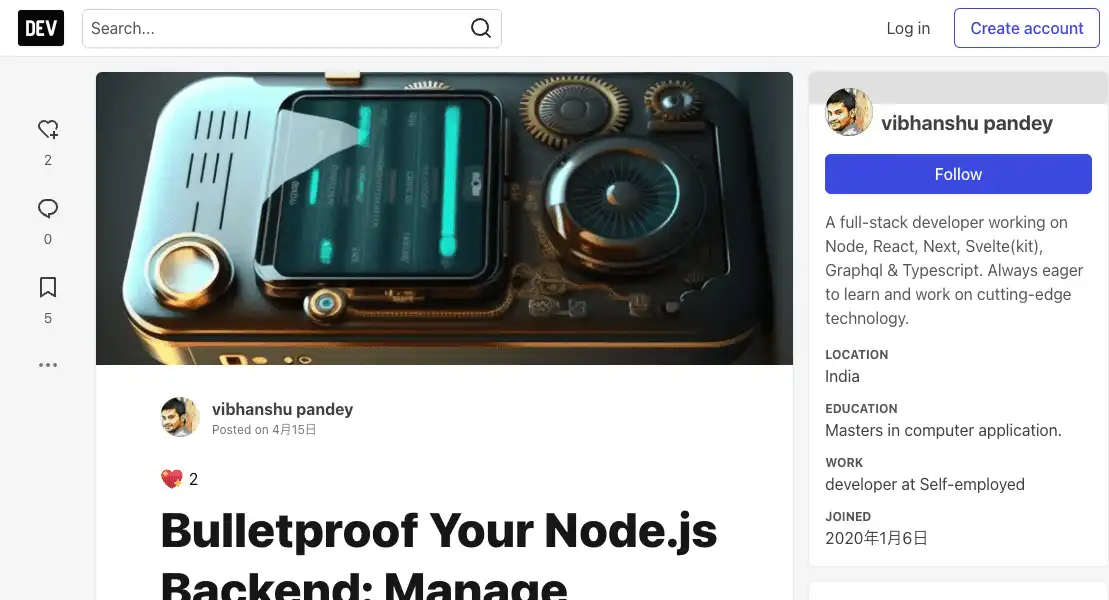 DEV
Search...
Log in
Create account
2
0
5
vibhanshu pandey
Posted on 4月15日
2
Bulletproof Your Node.js
Backend: Manage
vibhanshu pandey
Follow
A full-stack developer working on
Node, React, Next, Svelte(kit),
Graphql & Typescript. Always eager
to learn and work on cutting-edge
technology.
LOCATION
India
EDUCATION
Masters in computer application.
WORK
developer at Self-employed
JOINED
2020年1月6日